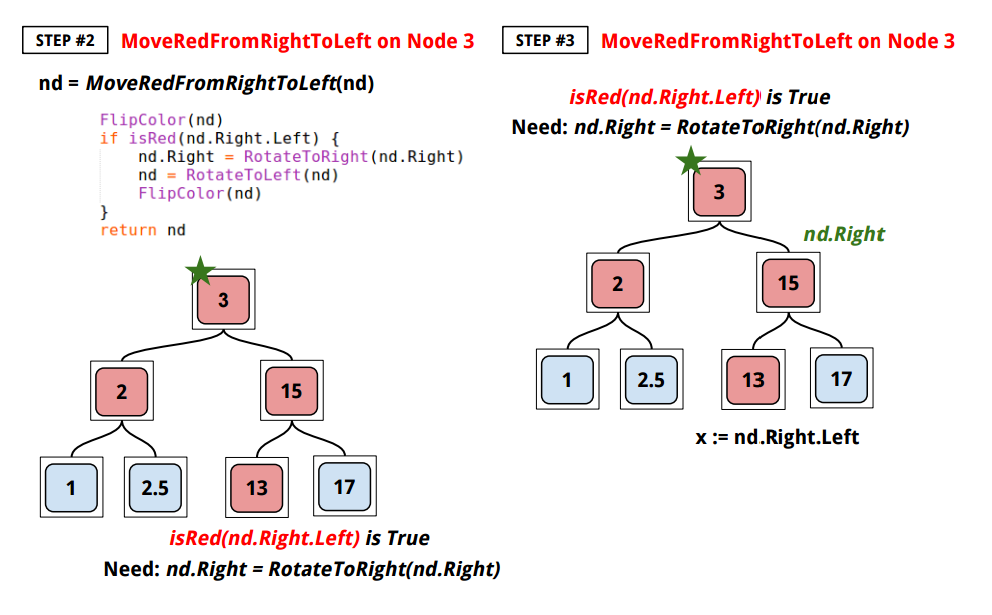 STEP #2
MoveRedFromRightToLeft on Node 3
nd = MoveRedFromRightToLeft(nd)
FlipColor(nd)
if isRed(nd.Right.Left) {
nd.Right = RotateToRight(nd.Right)
nd = RotateToLeft(nd)
FlipColor(nd)
}
return nd
3
2
15
1
2.5
13
17
isRed(nd.Right.Left) is True
Need: nd.Right = RotateToRight(nd.Right)
STEP #3
MoveRedFromRightToLeft on Node 3
isRed(nd.Right.Left) is True
Need: nd.Right = RotateToRight(nd.Right)
3
nd.Right
2
15
1
2.5
13
17
x := nd.Right.Left